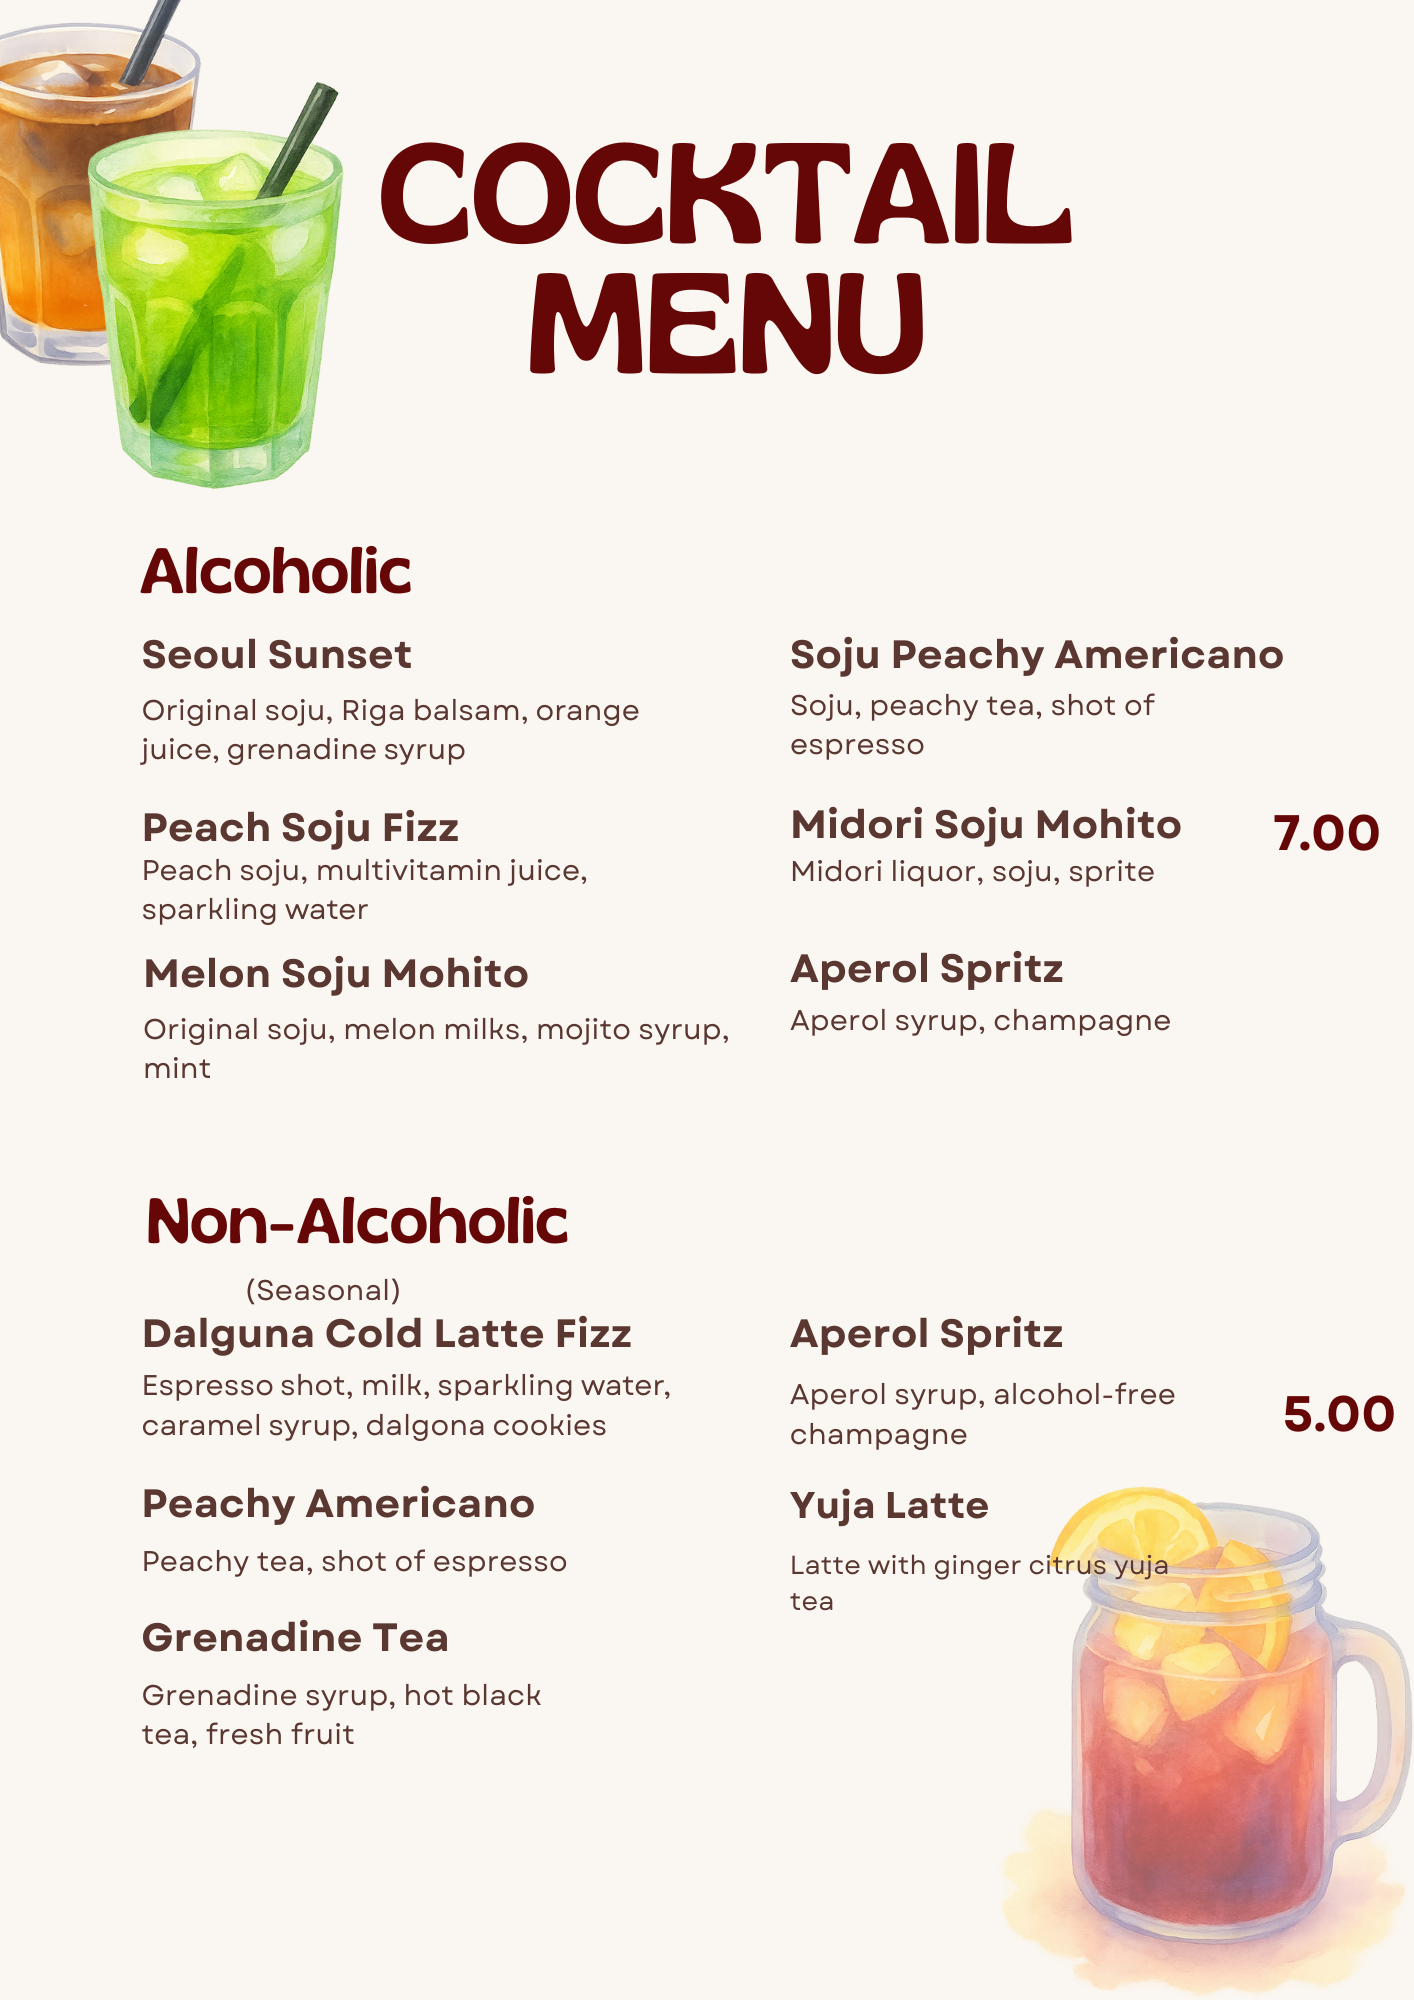 COCKTAIL
MENU
Alcoholic
Seoul Sunset
Original soju, Riga balsam, orange
juice, grenadine syrup
Peach Soju Fizz
Peach soju, multivitamin juice,
sparkling water
Melon Soju Mohito
Original soju, melon milks, mojito syrup,
mint
Soju Peachy Americano
Soju, peachy tea, shot of
espresso
Midori Soju Mohito
7.00
Midori liquor, soju, sprite
Aperol Spritz
Aperol syrup, champagne
Non-Alcoholic
(Seasonal)
Dalguna Cold Latte Fizz
Espresso shot, milk, sparkling water,
caramel syrup, dalgona cookies
Peachy Americano
Peachy tea, shot of espresso
Grenadine Tea
Grenadine syrup, hot black
tea, fresh fruit
Aperol Spritz
Aperol syrup, alcohol-free
champagne
5.00
Yuja Latte
Latte with ginger citrus yuja
tea